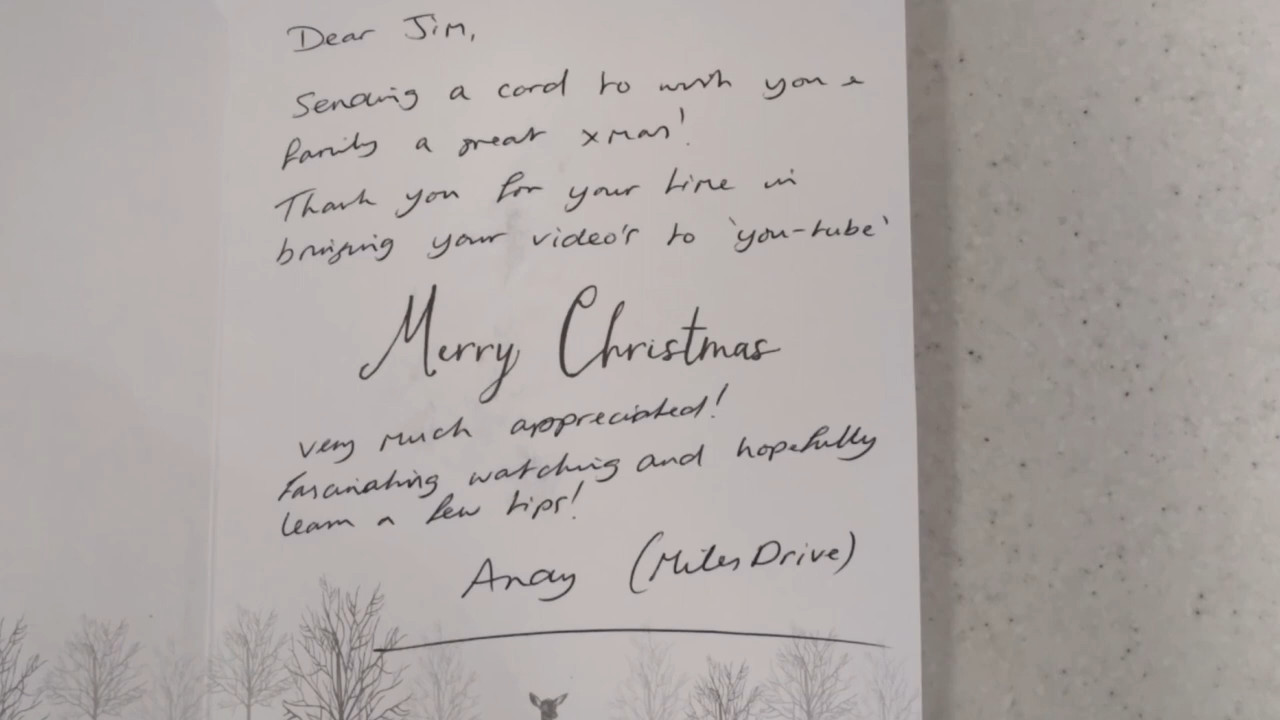 Dear Jim,
Sending a card to wish you &
family a great xmas!
Thank you for your time in
bringing your video's to 'you-tube'
Merry Christmas
very much appreciated!
Fascinating watching and hopefully
learn a few tips!
Andy (Miles Drive)